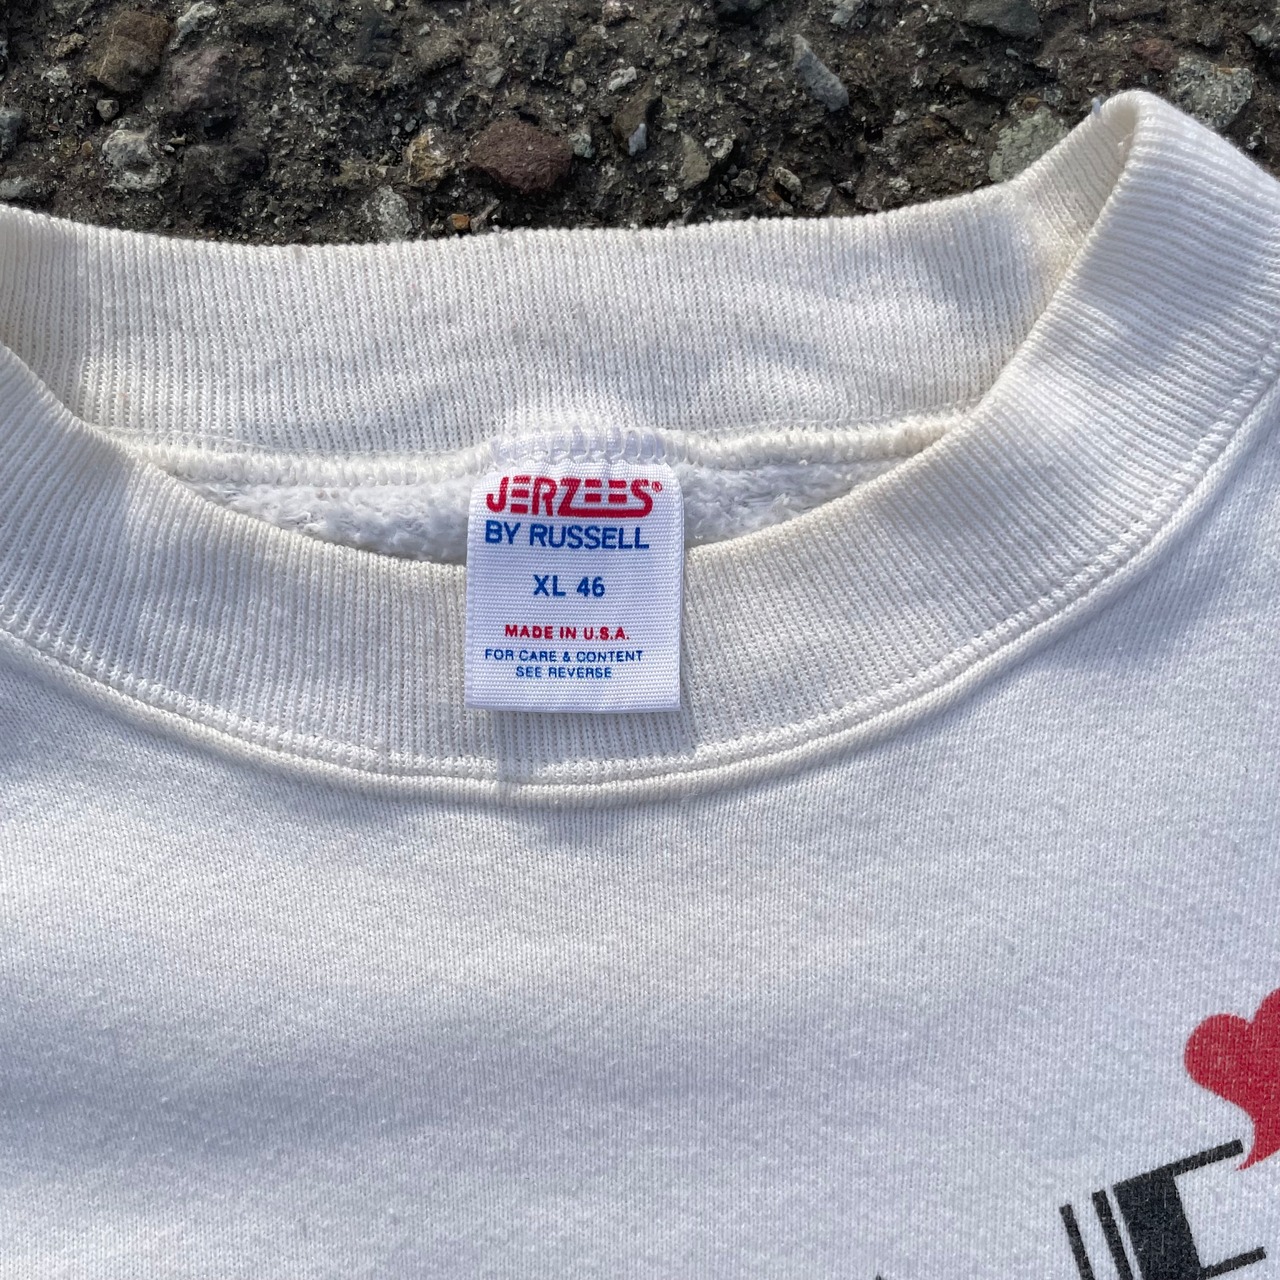 JERZEES®
BY RUSSELL
XL 46
MADE IN U.S.A.
FOR CARE & CONTENT
SEE REVERSE